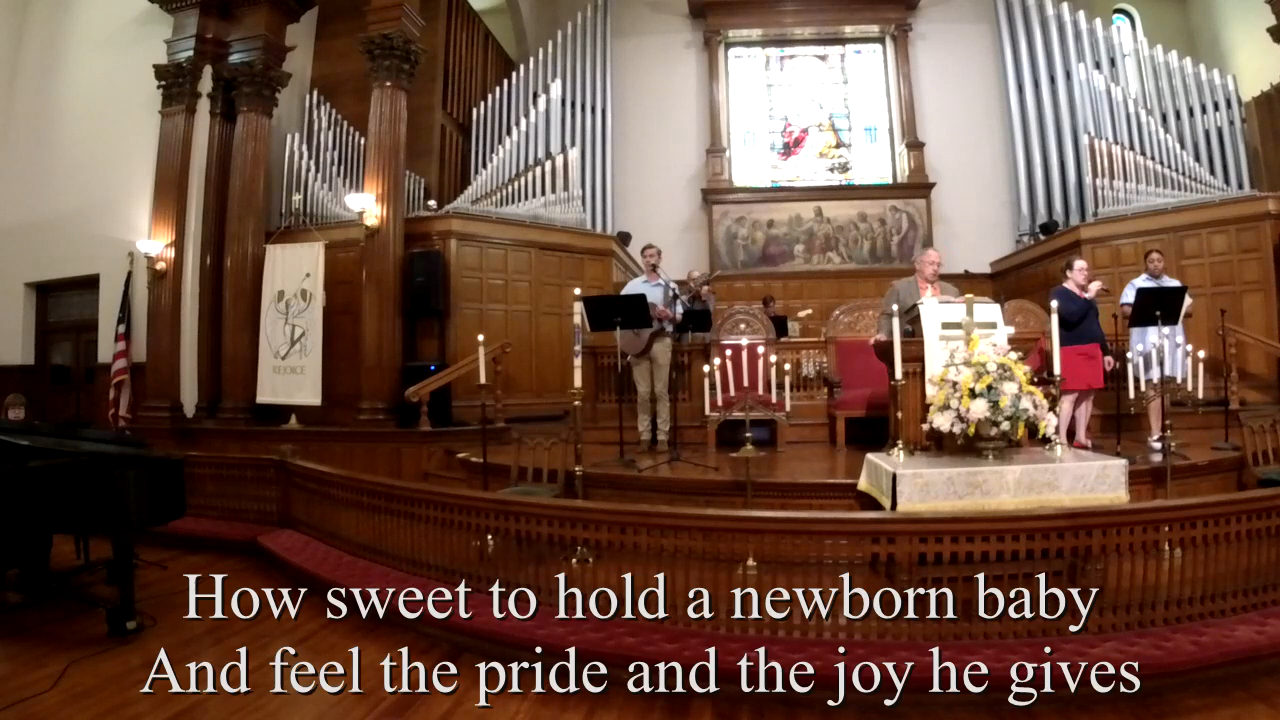 REJOICE
How sweet to hold a newborn baby
And feel the pride and the joy he gives